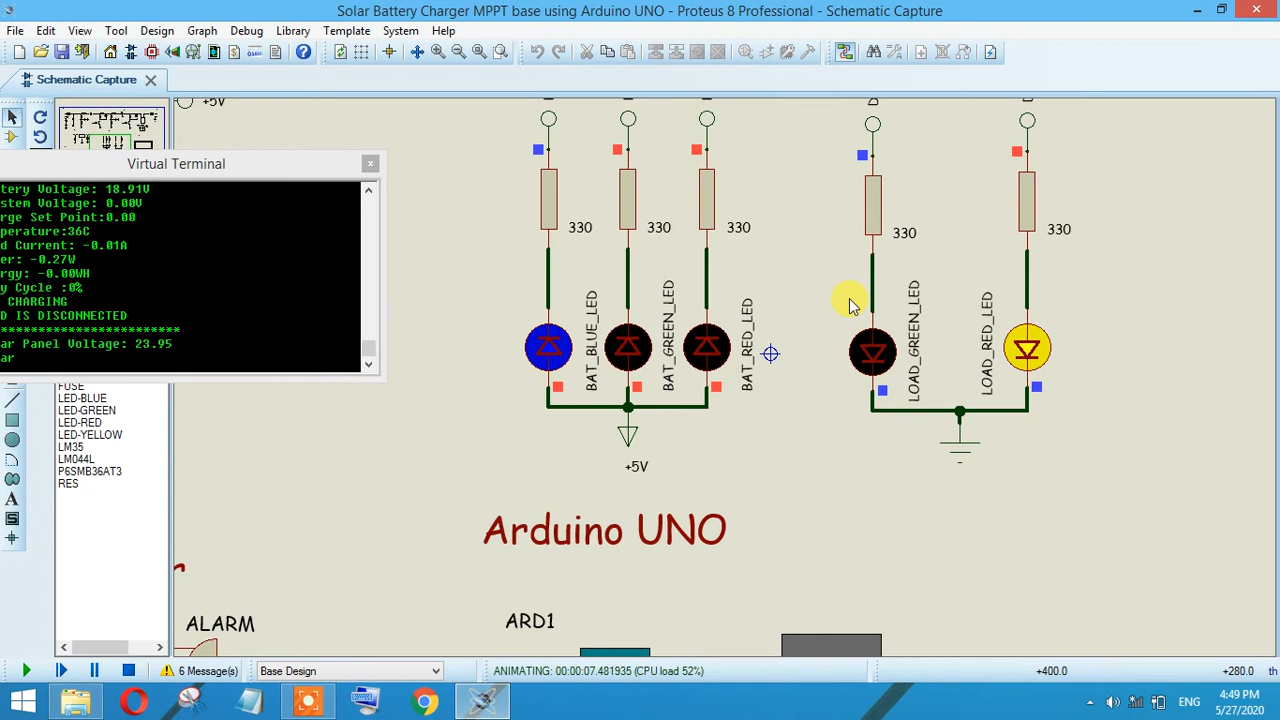 Solar Battery Charger MPPT base using Arduino UNO - Proteus 8 Professional - Schematic Capture
File Edit View Tool Design Graph Debug Library Template System Help
Schematic Capture
+5V
Virtual Terminal
tery Voltage: 18.91V
stem Voltage: 0.00V
rge Set Point:0.00
perature:36C
d Current: -0.01A
er: -0.27W
rgy: -0.00WH
y Cycle :0%
CHARGING
D IS DISCONNECTED
**************************
ar Panel Voltage: 23.95
ar
FUSE
LED-BLUE
LED-GREEN
LED-RED
LED-YELLOW
LM35
LM044L
P6SMB36AT3
RES
330
330
330
330
330
BAT_BLUE_LED
BAT_GREEN_LED
BAT_RED_LED
LOAD_GREEN_LED
LOAD_RED_LED
+5V
Arduino UNO
r
ALARM
ARD1
6 Message(s)
Base Design
ANIMATING: 00:00:07.481935 (CPU load 52%)
+400.0
+280.0
th
ENG
4:49 PM
5/27/2020